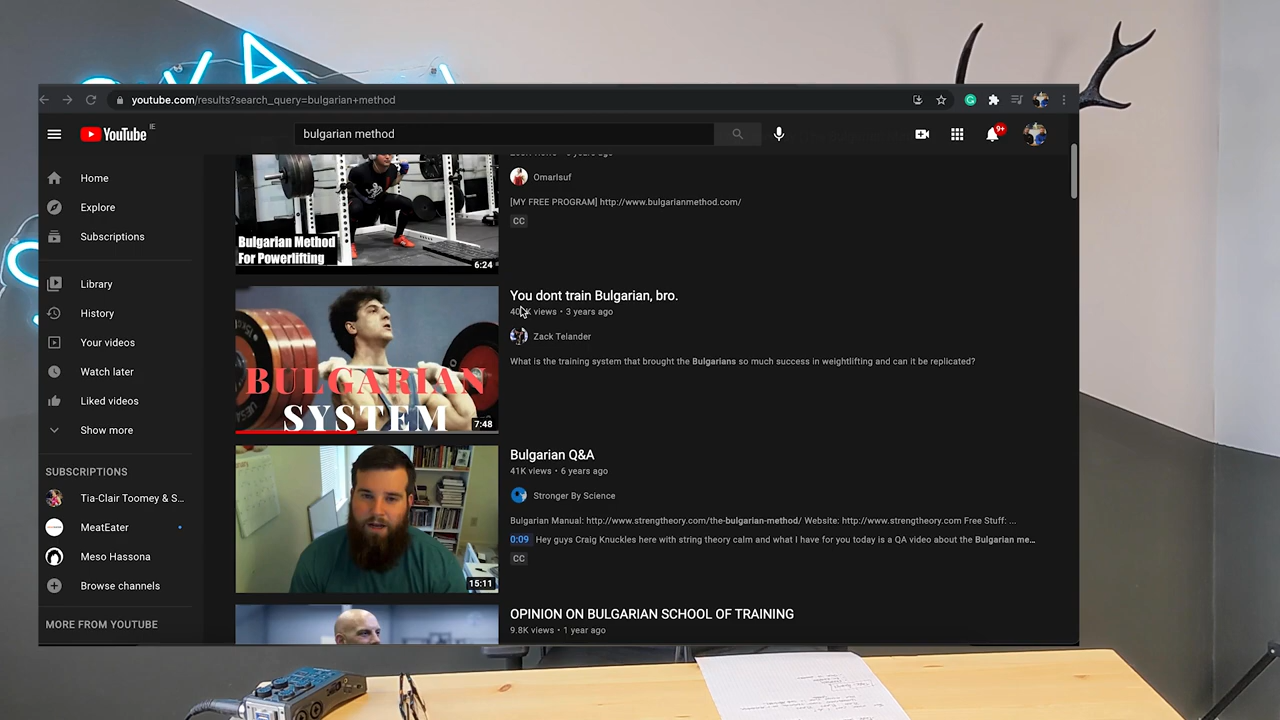 youtube.com/results?search_query=bulgarian+method
YouTube IE
bulgarian method
9+
Home
Explore
Subscriptions
Library
History
Your videos
Watch later
Liked videos
Show more
SUBSCRIPTIONS
Tia-Clair Toomey & S...
MeatEater
Meso Hassona
Browse channels
MORE FROM YOUTUBE
Bulgarian Method
For Powerlifting
6:24
OmarIsuf
[MY FREE PROGRAM] http://www.bulgarianmethod.com/
CC
BULGARIAN
SYSTEM
7:48
You dont train Bulgarian, bro.
views • 3 years ago
Zack Telander
What is the training system that brought the Bulgarians so much success in weightlifting and can it be replicated?
15:11
Bulgarian Q&A
41K views • 6 years ago
Stronger By Science
Bulgarian Manual: http://www.strengtheory.com/the-bulgarian-method/ Website: http://www.strengtheory.com Free Stuff: ...
0:09 Hey guys Craig Knuckles here with string theory calm and what I have for you today is a QA video about the Bulgarian me...
CC
OPINION ON BULGARIAN SCHOOL OF TRAINING
9.8K views • 1 year ago